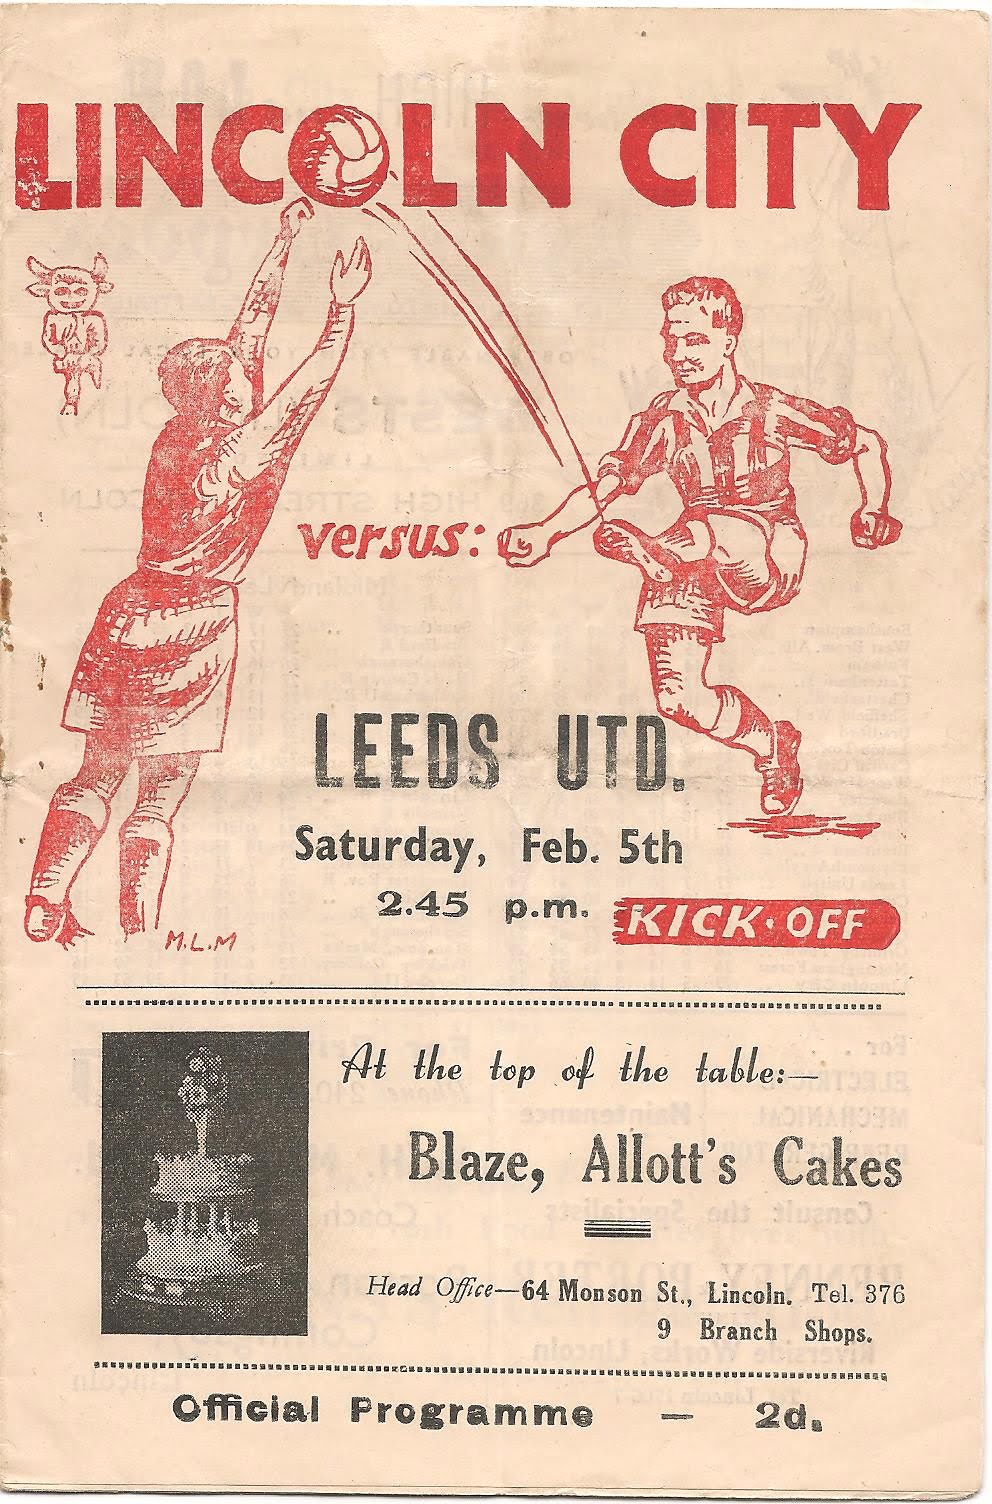 LINCOLN CITY
versus:
LEEDS UTD.
Saturday, Feb. 5th
2.45 p.m. KICK-OFF
M.L.M
At the top of the table:—
Blaze, Allott's Cakes
Head Office—64 Monson St., Lincoln. Tel. 376
9 Branch Shops.
Official Programme — 2d.